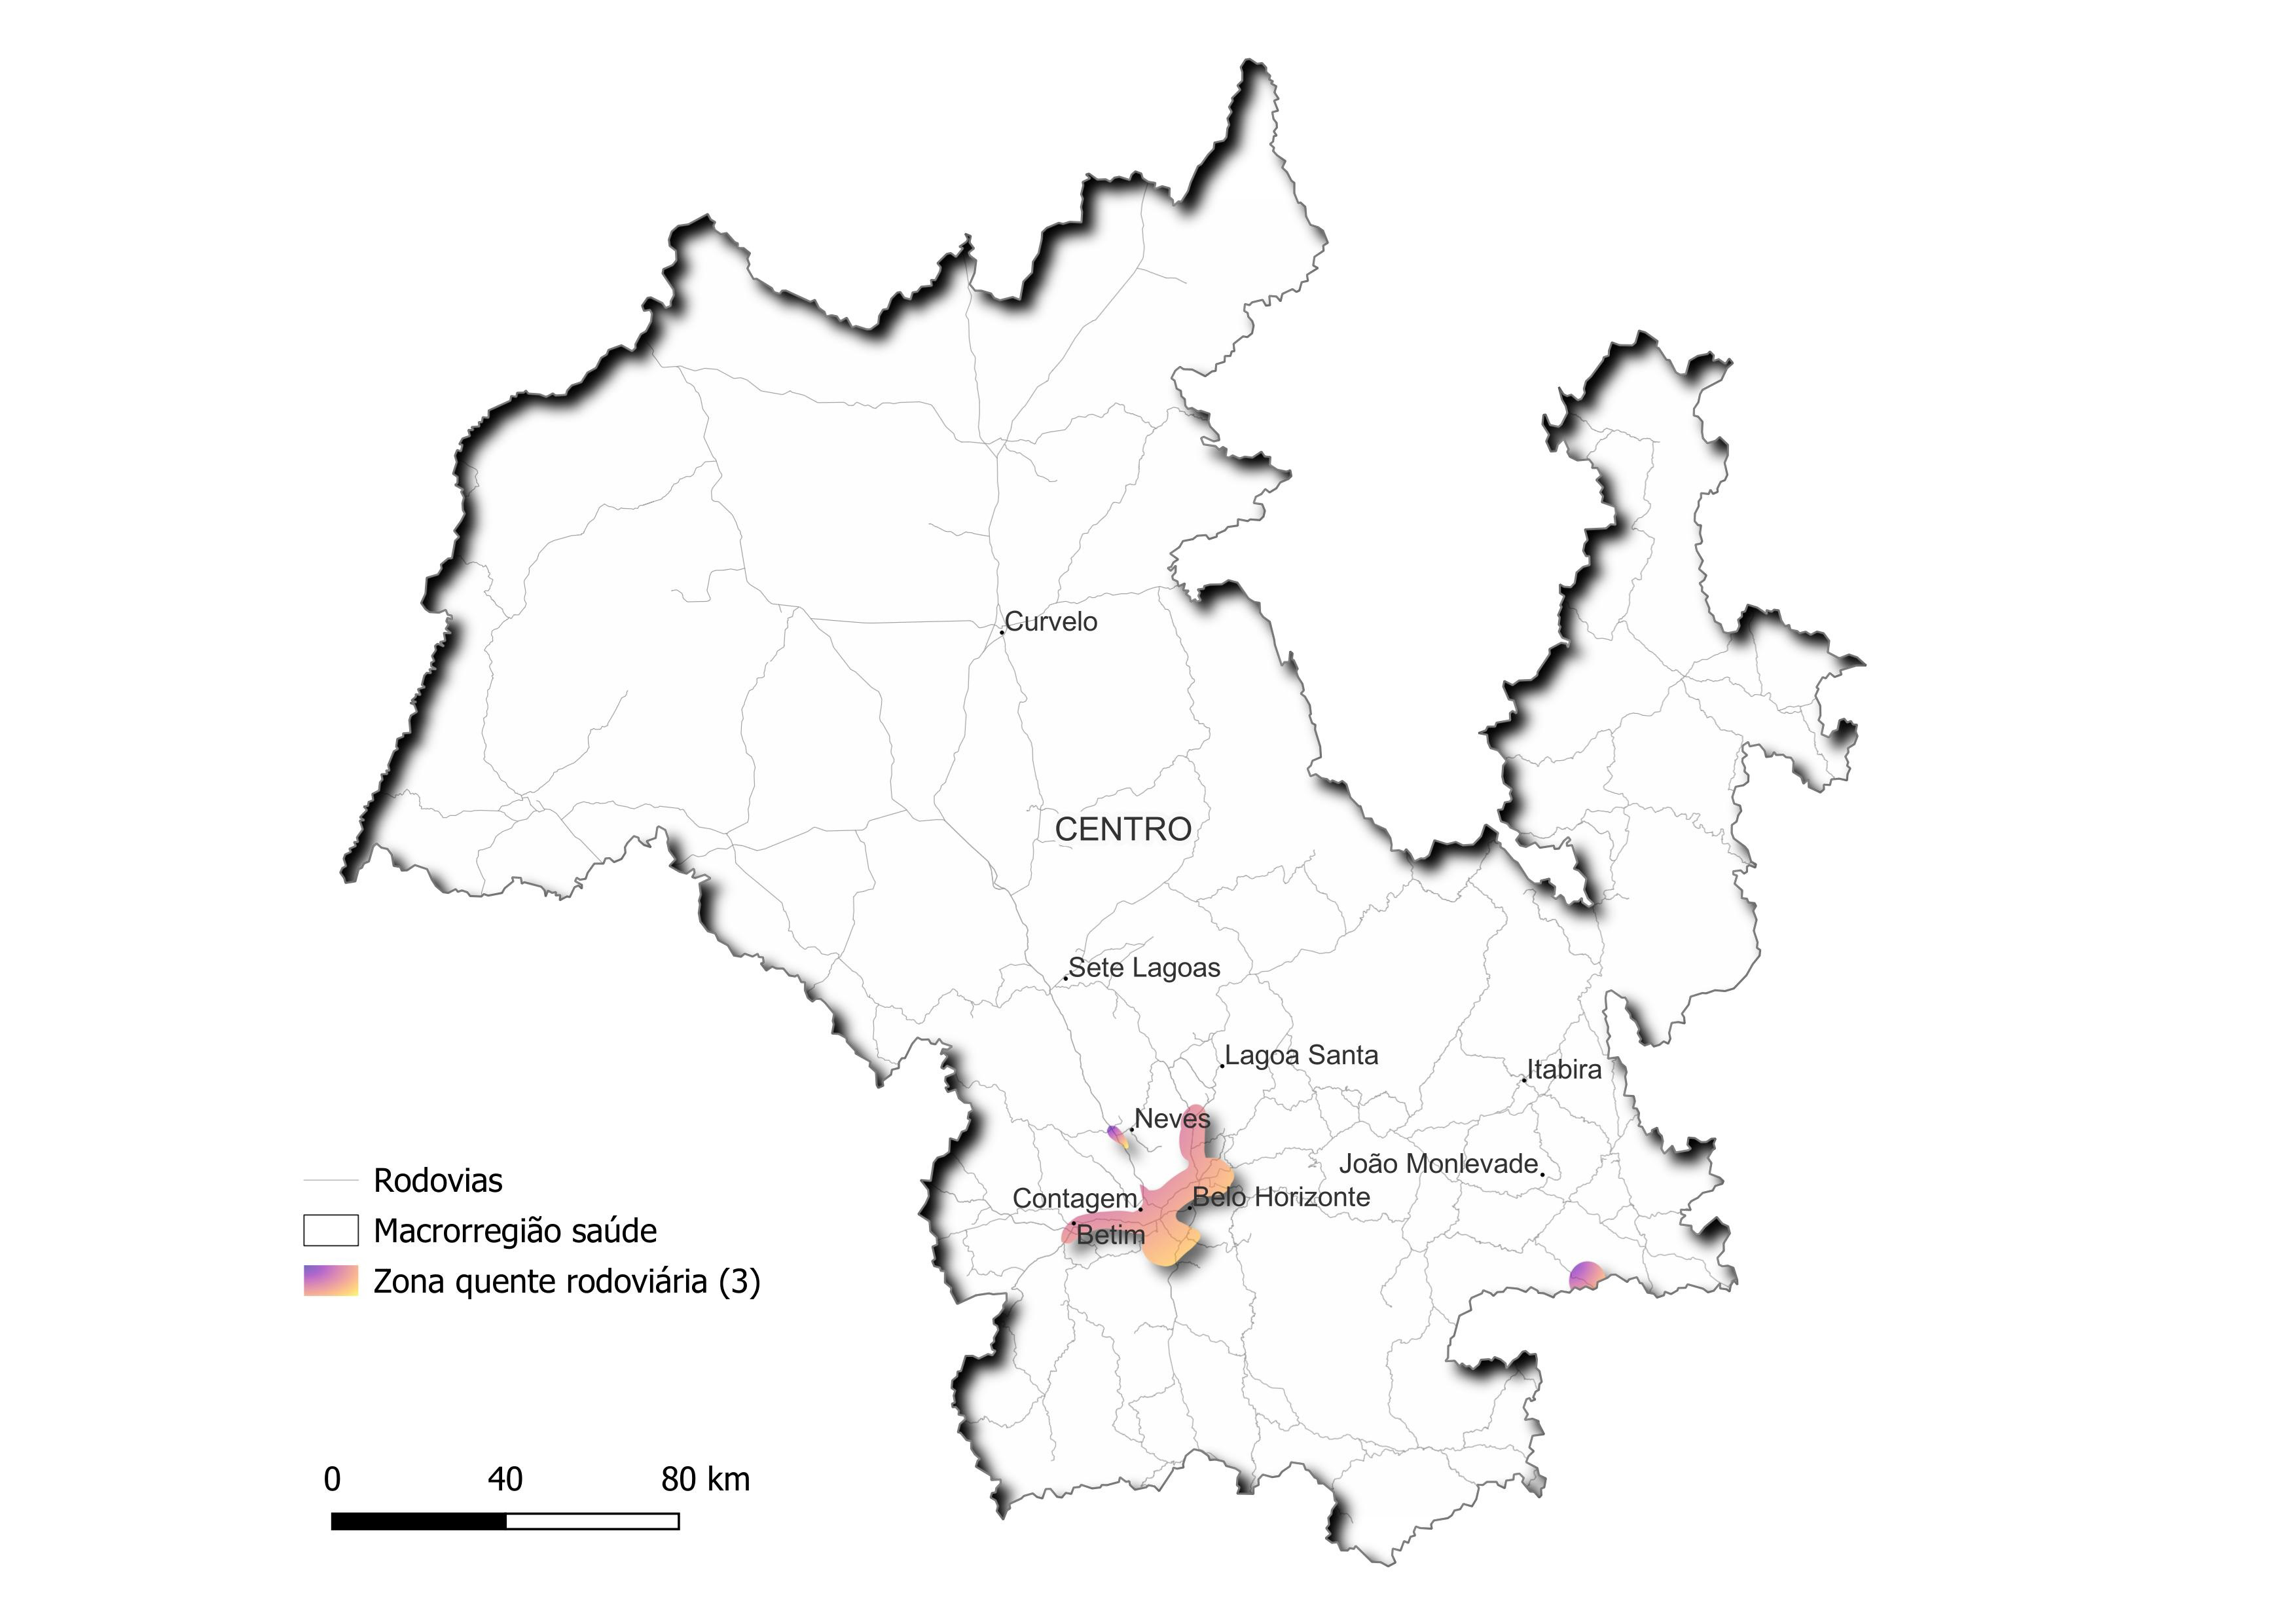 Curvelo
CENTRO
Sete Lagoas
Lagoa Santa
Itabira
Neves
João Monlevade
Contagem
Belo Horizonte
Betim
Rodovias
Macrorregião saúde
Zona quente rodoviária (3)
0 40 80 km